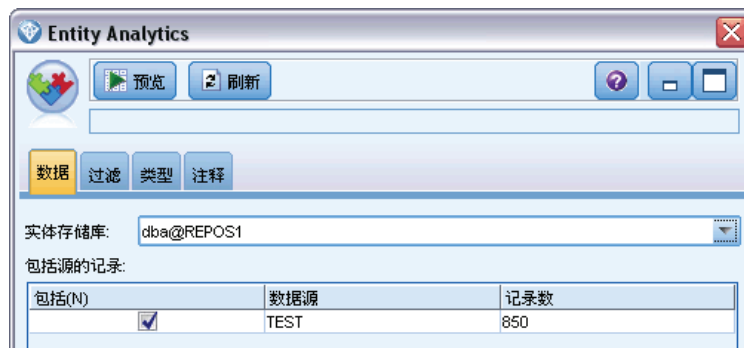 Entity Analytics
预览 刷新
数据 过滤 类型 注释
实体存储库: dba@REPOS1
包括源的记录:
包括(N) 数据源 记录数
TEST 850